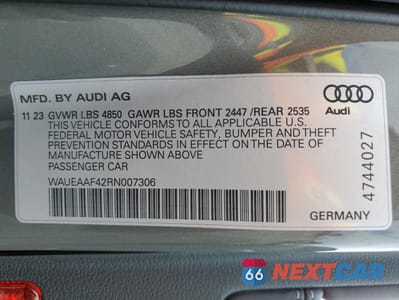 MFD. BY AUDI AG
11 23 GVWR LBS 4850 GAWR LBS FRONT 2447 /REAR 2535
THIS VEHICLE CONFORMS TO ALL APPLICABLE U.S.
FEDERAL MOTOR VEHICLE SAFETY, BUMPER AND THEFT
PREVENTION STANDARDS IN EFFECT ON THE DATE OF
MANUFACTURE SHOWN ABOVE.
PASSENGER CAR
WAUEAAF42RN007306
Audi
4744027
GERMANY
66 NEXTCAR